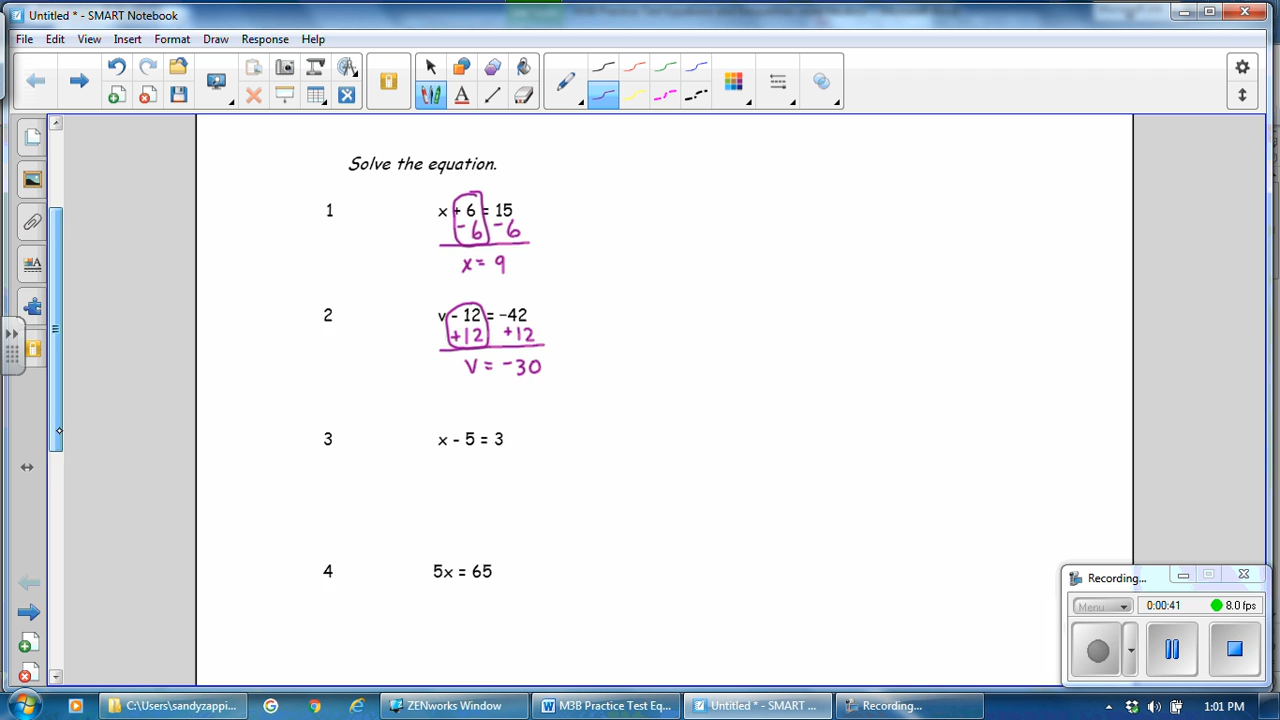 Untitled * - SMART Notebook
File Edit View Insert Format Draw Response Help
Solve the equation.
1 x + 6 = 15
-6 -6
x = 9
2 v - 12 = -42
+12 +12
v = -30
3 x - 5 = 3
4 5x = 65
Recording...
Menu 0:00:41 8.0 fps
C:\Users\sandyzappi... ZENworks Window M3B Practice Test Eq... Untitled * - SMART ... Recording... 1:01 PM